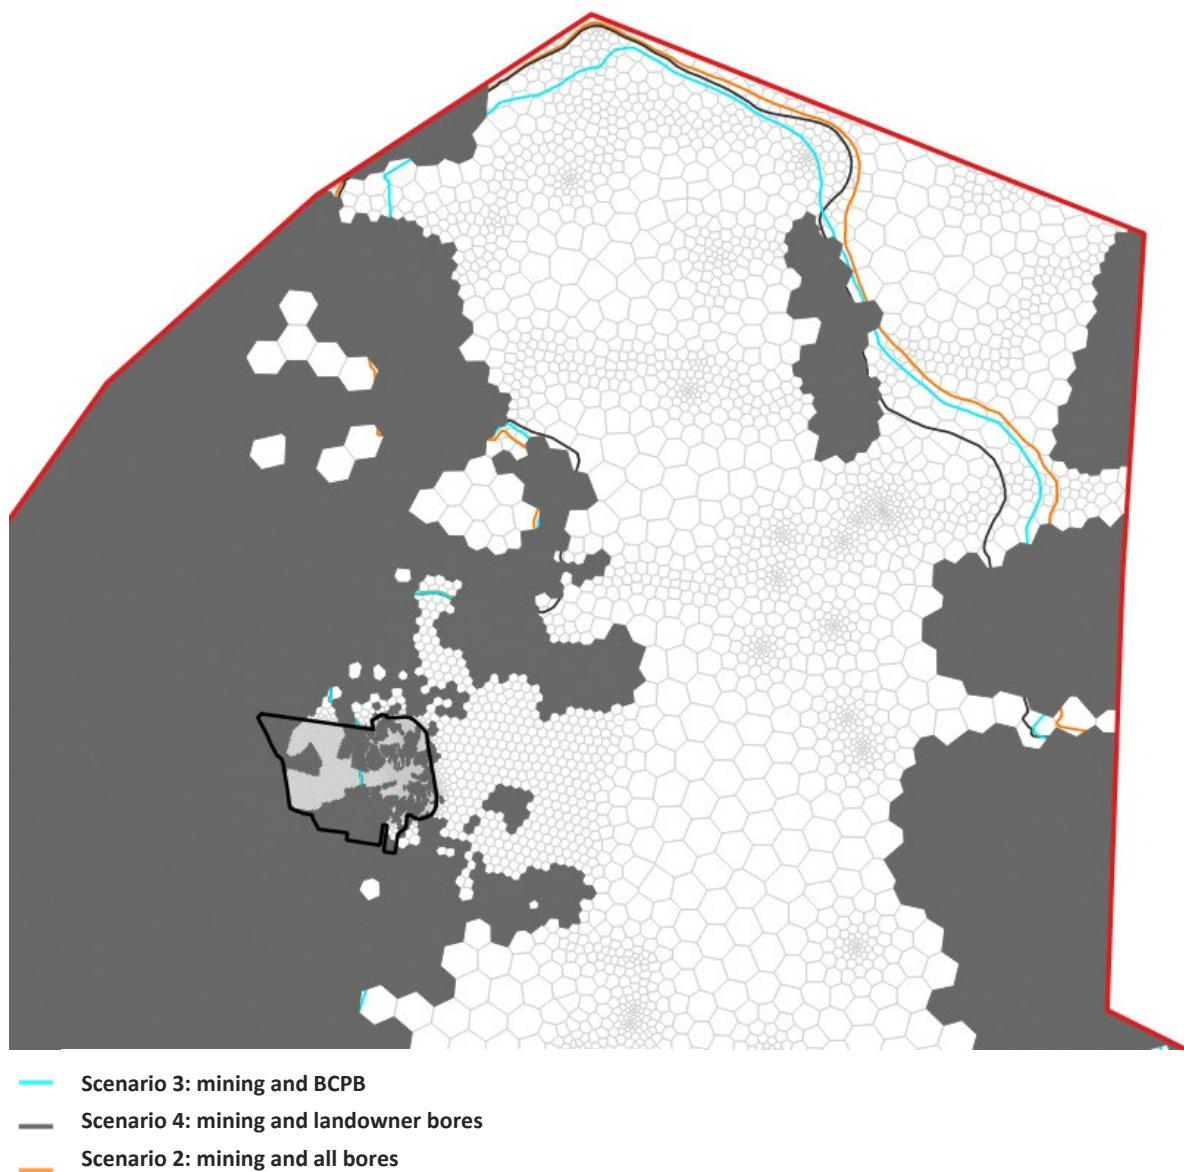 Scenario 3: mining and BCPB
Scenario 4: mining and landowner bores
Scenario 2: mining and all bores